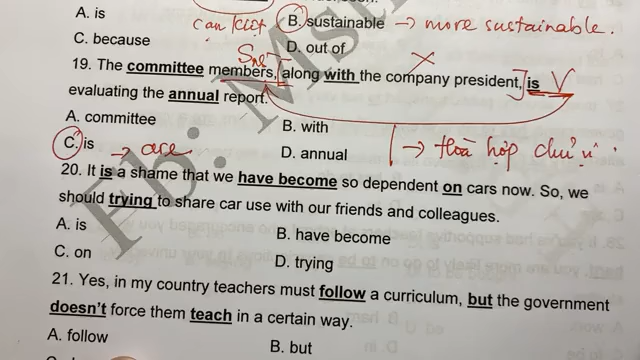 A. is
B. sustainable → more sustainable.
C. because
D. out of
19. The committee members, along with the company president, is V
evaluating the annual report.
A. committee
B. with
C. is → are
D. annual
→ hoà hợp chủ
20. It is a shame that we have become so dependent on cars now. So, we
should trying to share car use with our friends and colleagues.
A. is
B. have become
C. on
D. trying
21. Yes, in my country teachers must follow a curriculum, but the government
doesn't force them teach in a certain way.
A. follow
B. but
Fb: Ms